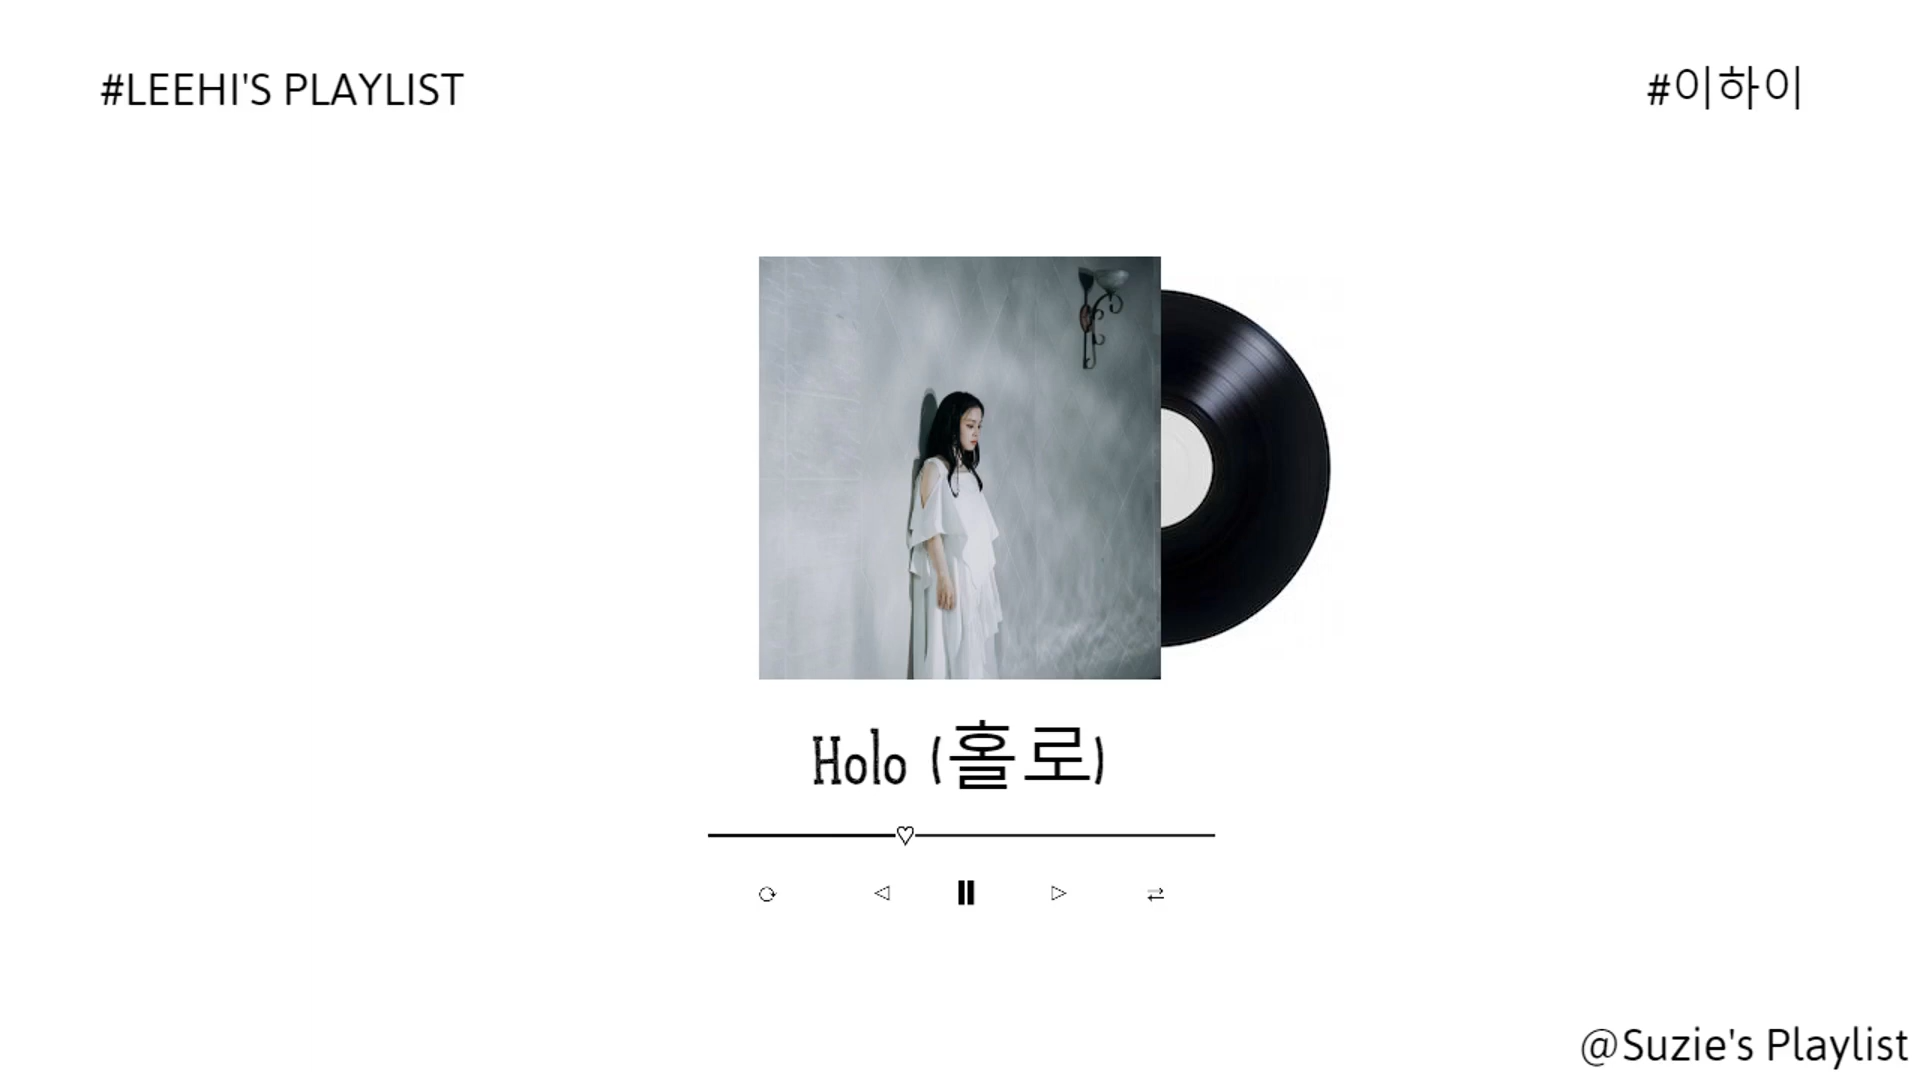 #LEEHI'S PLAYLIST
#이하이
Holo (홀로)
@Suzie's Playlist